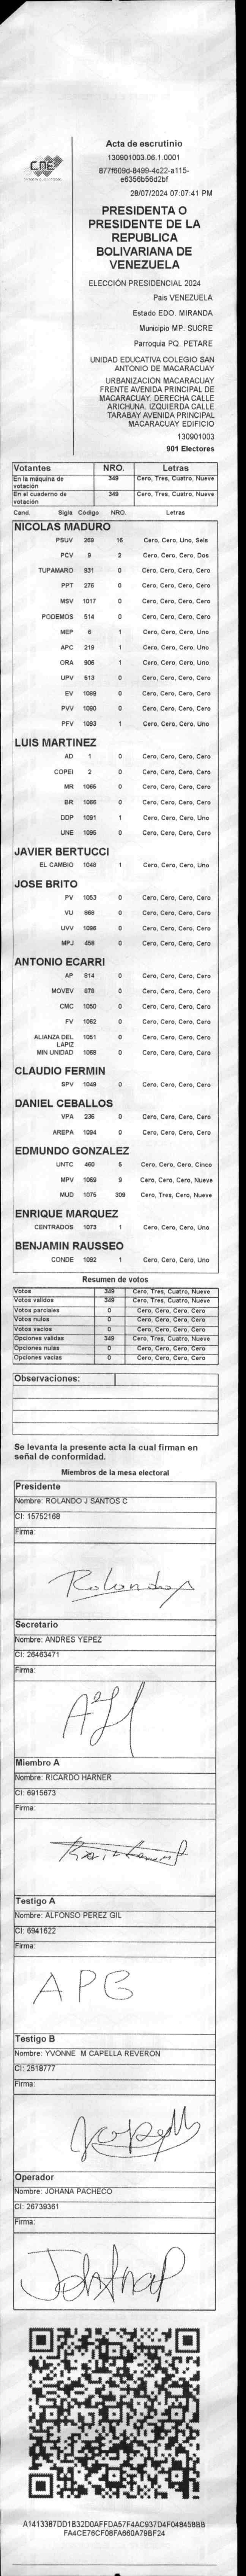 CNE
Acta de escrutinio
130901003.06.1.0001
877f609d-8499-4c22-a115-
e6356b56d2bf
28/07/2024 07:07:41 PM
PRESIDENTA O
PRESIDENTE DE LA
REPUBLICA
BOLIVARIANA DE
VENEZUELA
ELECCIÓN PRESIDENCIAL 2024
País VENEZUELA
Estado EDO. MIRANDA
Municipio MP. SUCRE
Parroquia PQ. PETARE
UNIDAD EDUCATIVA COLEGIO SAN
ANTONIO DE MACARACUAY
URBANIZACION MACARACUAY
FRENTE AVENIDA PRINCIPAL DE
MACARACUAY. DERECHA CALLE
ARICHUNA. IZQUIERDA CALLE
TARABAY AVENIDA PRINCIPAL
MACARACUAY EDIFICIO
130901003
901 Electores
Votantes NRO. Letras
En la máquina de votación 349 Cero, Tres, Cuatro, Nueve
En el cuaderno de votación 349 Cero, Tres, Cuatro, Nueve
Cand. Sigla Código NRO. Letras
NICOLAS MADURO
PSUV 269 16 Cero, Cero, Uno, Seis
PCV 9 2 Cero, Cero, Cero, Dos
TUPAMARO 931 0 Cero, Cero, Cero, Cero
PPT 276 0 Cero, Cero, Cero, Cero
MSV 1017 0 Cero, Cero, Cero, Cero
PODEMOS 514 0 Cero, Cero, Cero, Cero
MEP 6 1 Cero, Cero, Cero, Uno
APC 219 1 Cero, Cero, Cero, Uno
ORA 906 1 Cero, Cero, Cero, Uno
UPV 513 0 Cero, Cero, Cero, Cero
EV 1089 0 Cero, Cero, Cero, Cero
PVV 1090 0 Cero, Cero, Cero, Cero
PFV 1093 1 Cero, Cero, Cero, Uno
LUIS MARTINEZ
AD 1 0 Cero, Cero, Cero, Cero
COPEI 2 0 Cero, Cero, Cero, Cero
MR 1065 0 Cero, Cero, Cero, Cero
BR 1066 0 Cero, Cero, Cero, Cero
DDP 1091 1 Cero, Cero, Cero, Uno
UNE 1095 0 Cero, Cero, Cero, Cero
JAVIER BERTUCCI
EL CAMBIO 1048 1 Cero, Cero, Cero, Uno
JOSE BRITO
PV 1053 0 Cero, Cero, Cero, Cero
VU 868 0 Cero, Cero, Cero, Cero
UVV 1096 0 Cero, Cero, Cero, Cero
MPJ 458 0 Cero, Cero, Cero, Cero
ANTONIO ECARRI
AP 814 0 Cero, Cero, Cero, Cero
MOVEV 878 0 Cero, Cero, Cero, Cero
CMC 1050 0 Cero, Cero, Cero, Cero
FV 1062 0 Cero, Cero, Cero, Cero
ALIANZA DEL LAPIZ 1051 0 Cero, Cero, Cero, Cero
MIN UNIDAD 1068 0 Cero, Cero, Cero, Cero
CLAUDIO FERMIN
SPV 1049 0 Cero, Cero, Cero, Cero
DANIEL CEBALLOS
VPA 236 0 Cero, Cero, Cero, Cero
AREPA 1094 0 Cero, Cero, Cero, Cero
EDMUNDO GONZALEZ
UNTC 460 5 Cero, Cero, Cero, Cinco
MPV 1069 9 Cero, Cero, Cero, Nueve
MUD 1075 309 Cero, Tres, Cero, Nueve
ENRIQUE MARQUEZ
CENTRADOS 1073 1 Cero, Cero, Cero, Uno
BENJAMIN RAUSSEO
CONDE 1092 1 Cero, Cero, Cero, Uno
Resumen de votos
Votos 349 Cero, Tres, Cuatro, Nueve
Votos validos 349 Cero, Tres, Cuatro, Nueve
Votos parciales 0 Cero, Cero, Cero, Cero
Votos nulos 0 Cero, Cero, Cero, Cero
Votos vacios 0 Cero, Cero, Cero, Cero
Opciones validas 349 Cero, Tres, Cuatro, Nueve
Opciones nulas 0 Cero, Cero, Cero, Cero
Opciones vacias 0 Cero, Cero, Cero, Cero
Observaciones:
Se levanta la presente acta la cual firman en
señal de conformidad.
Miembros de la mesa electoral
Presidente
Nombre: ROLANDO J SANTOS C
CI: 15752168
Firma:
Rolando
Secretario
Nombre: ANDRES YEPEZ
CI: 26463471
Firma:
Miembro A
Nombre: RICARDO HARNER
CI: 6915673
Firma:
Testigo A
Nombre: ALFONSO PEREZ GIL
CI: 6941622
Firma:
APG
Testigo B
Nombre: YVONNE M CAPELLA REVERON
CI: 2518777
Firma:
Operador
Nombre: JOHANA PACHECO
CI: 26739361
Firma:
A1413387DD1B32D0AFFDA57F4AC937D4F048458BB
FA4CE76CF08FA660A79BF24